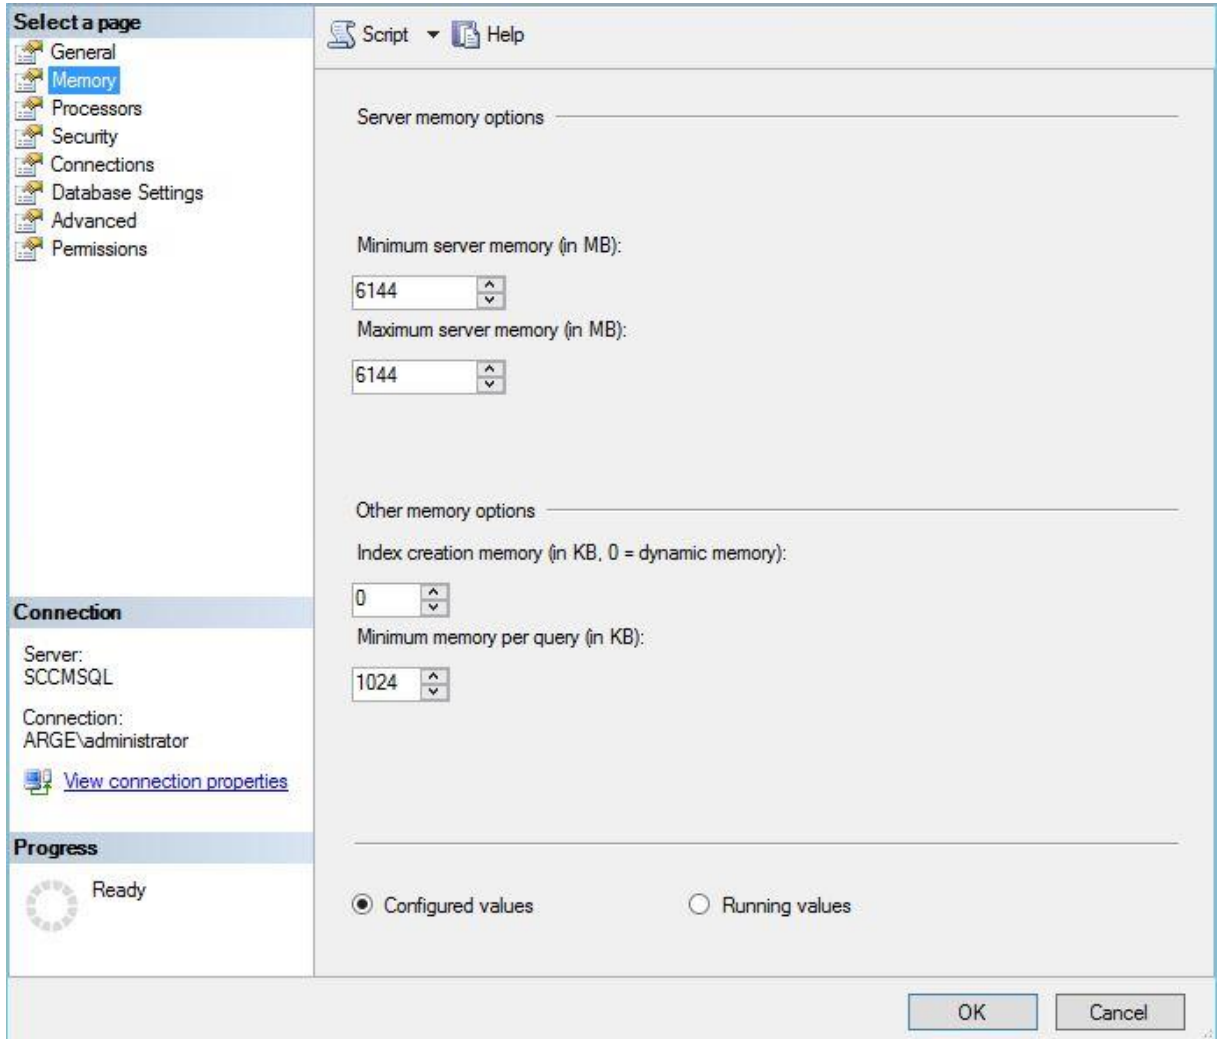 Select a page
General
Memory
Processors
Security
Connections
Database Settings
Advanced
Permissions
Connection
Server:
SCCMSQL
Connection:
ARGE\administrator
View connection properties
Progress
Ready
Script Help
Server memory options
Minimum server memory (in MB):
6144
Maximum server memory (in MB):
6144
Other memory options
Index creation memory (in KB, 0 = dynamic memory):
0
Minimum memory per query (in KB):
1024
Configured values Running values
OK Cancel